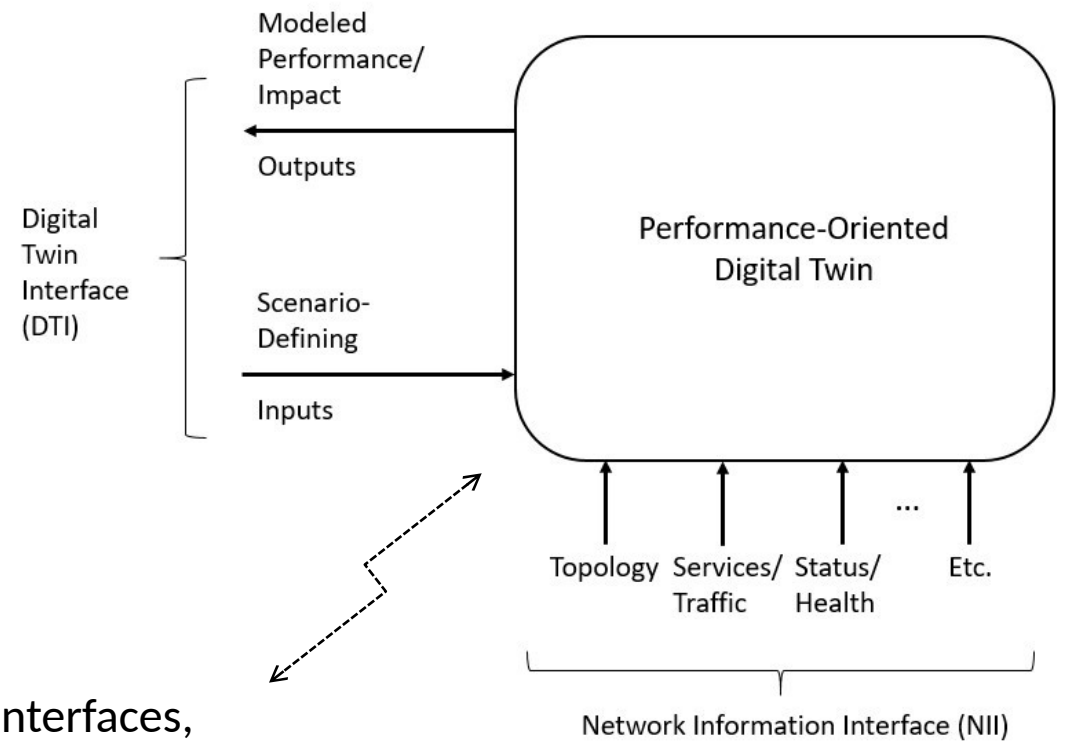 Modeled
Performance/
Impact
Outputs
Digital
Twin
Interface
(DTI)
Scenario-
Defining
Inputs
Performance-Oriented
Digital Twin
...
Topology Services/ Status/ Etc.
Traffic Health
nterfaces,
Network Information Interface (NII)